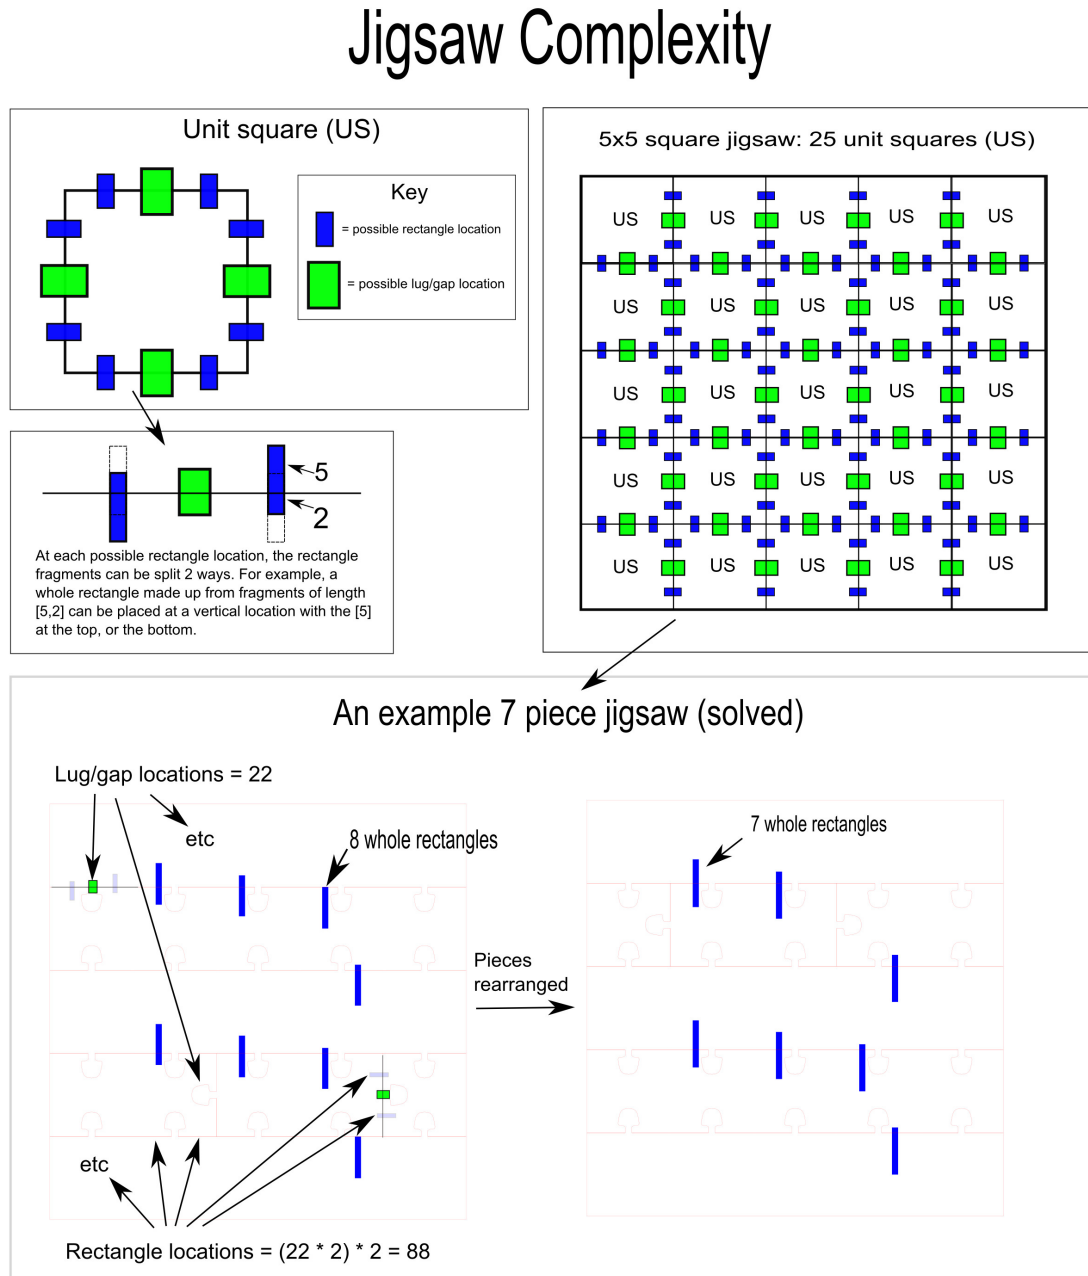 Jigsaw Complexity
Unit square (US)
Key
= possible rectangle location
= possible lug/gap location
5
2
At each possible rectangle location, the rectangle
fragments can be split 2 ways. For example, a
whole rectangle made up from fragments of length
[5,2] can be placed at a vertical location with the [5]
at the top, or the bottom.
5x5 square jigsaw: 25 unit squares (US)
US US US US US
US US US US US
US US US US US
US US US US US
US US US US US
An example 7 piece jigsaw (solved)
Lug/gap locations = 22
etc
8 whole rectangles
7 whole rectangles
Pieces
rearranged
etc
Rectangle locations = (22 * 2) * 2 = 88